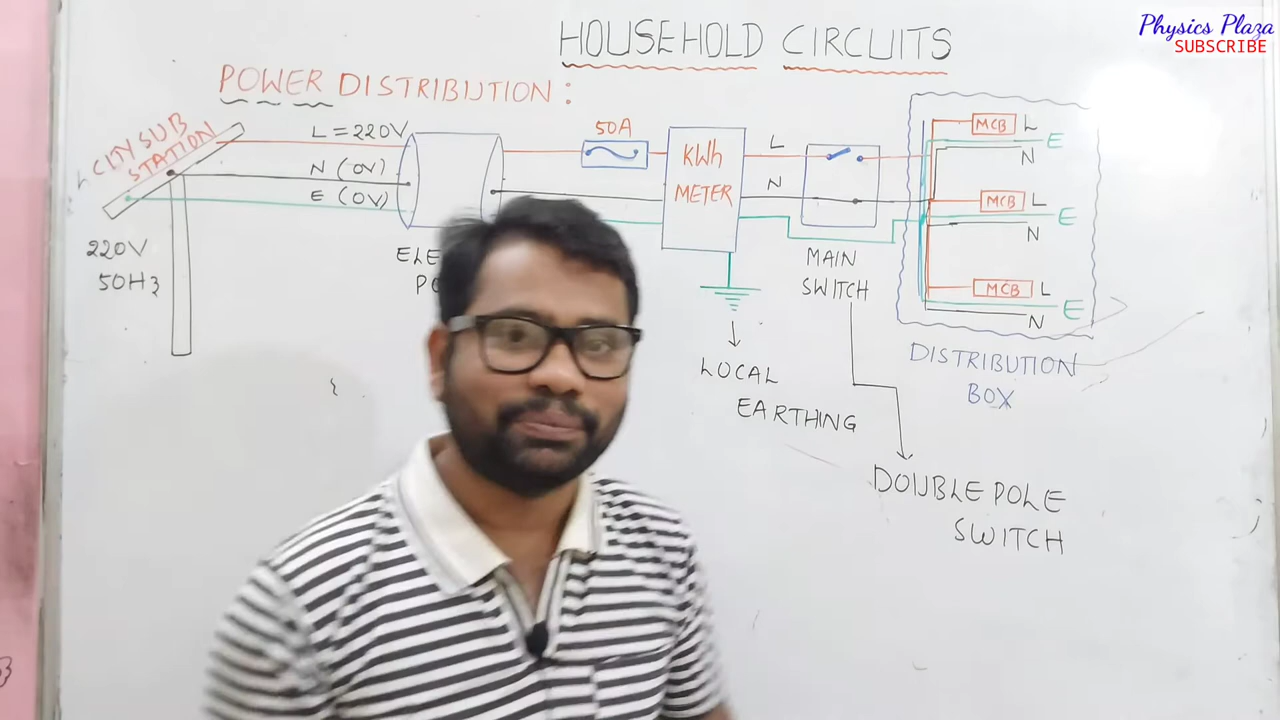 Physics Plaza
SUBSCRIBE
HOUSEHOLD CIRCUITS
POWER DISTRIBUTION :
CITY SUB
STATION
L = 220V
N (0V)
E (0V)
220V
50Hz
50A
KWh
METER
L
N
MAIN
SWITCH
LOCAL
EARTHING
DOUBLE POLE
SWITCH
MCB L
E
N
MCB L
E
N
MCB L
E
N
DISTRIBUTION
BOX